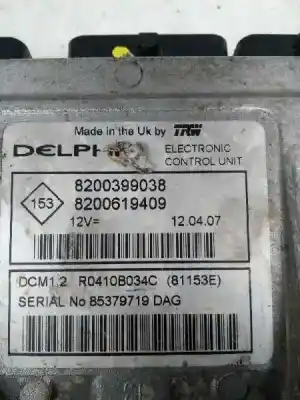 Made in the Uk by TRW
DELPHI ELECTRONIC
CONTROL UNIT
153
8200399038
8200619409
12V= 12.04.07
DCM1.2 R0410B034C (81153E)
SERIAL No 85379719 DAG